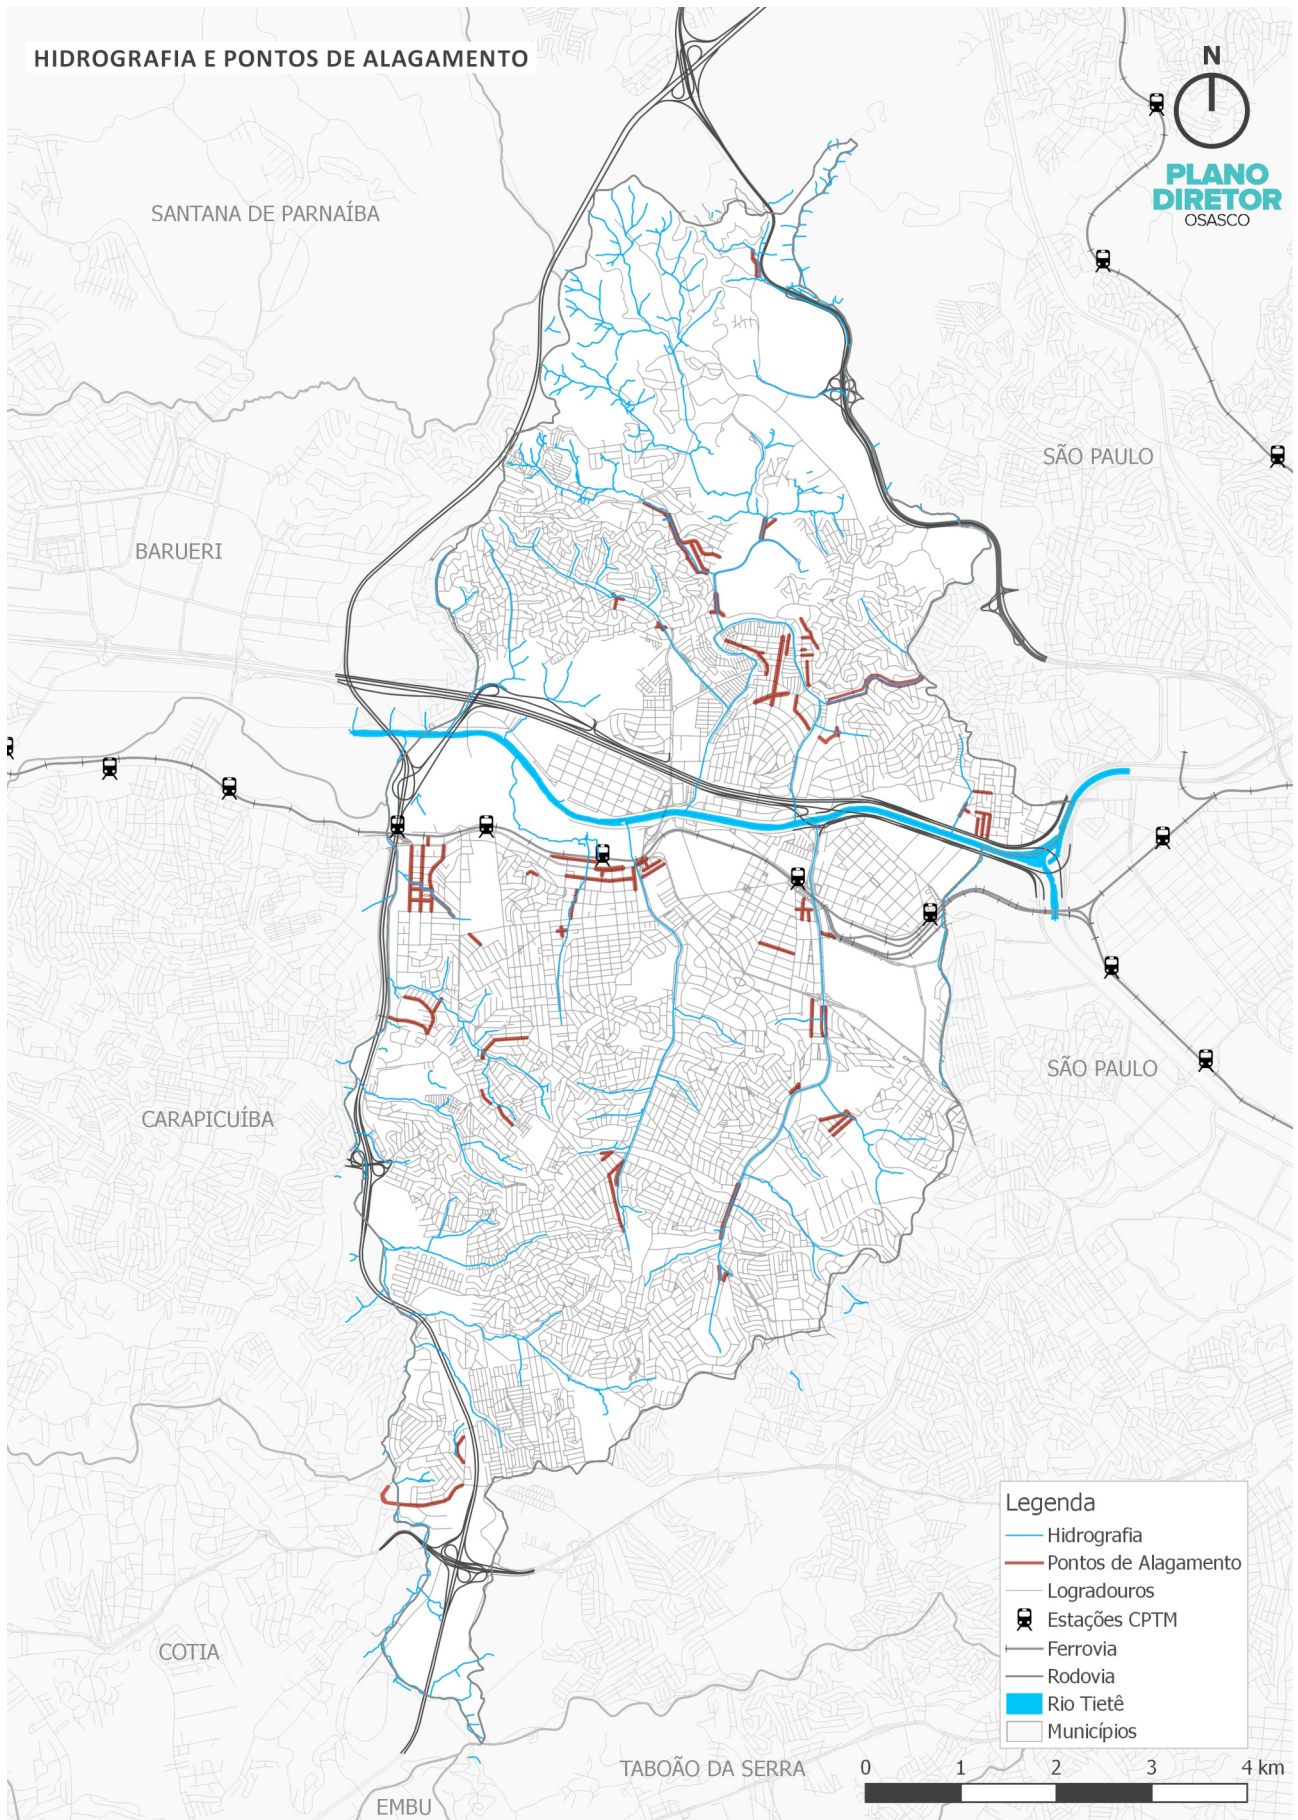 HIDROGRAFIA E PONTOS DE ALAGAMENTO
N
PLANO
DIRETOR
OSASCO
SANTANA DE PARNAÍBA
SÃO PAULO
BARUERI
SÃO PAULO
CARAPICUÍBA
COTIA
TABOÃO DA SERRA
EMBU
Legenda
Hidrografia
Pontos de Alagamento
Logradouros
Estações CPTM
Ferrovia
Rodovia
Rio Tietê
Municípios
0 1 2 3 4 km